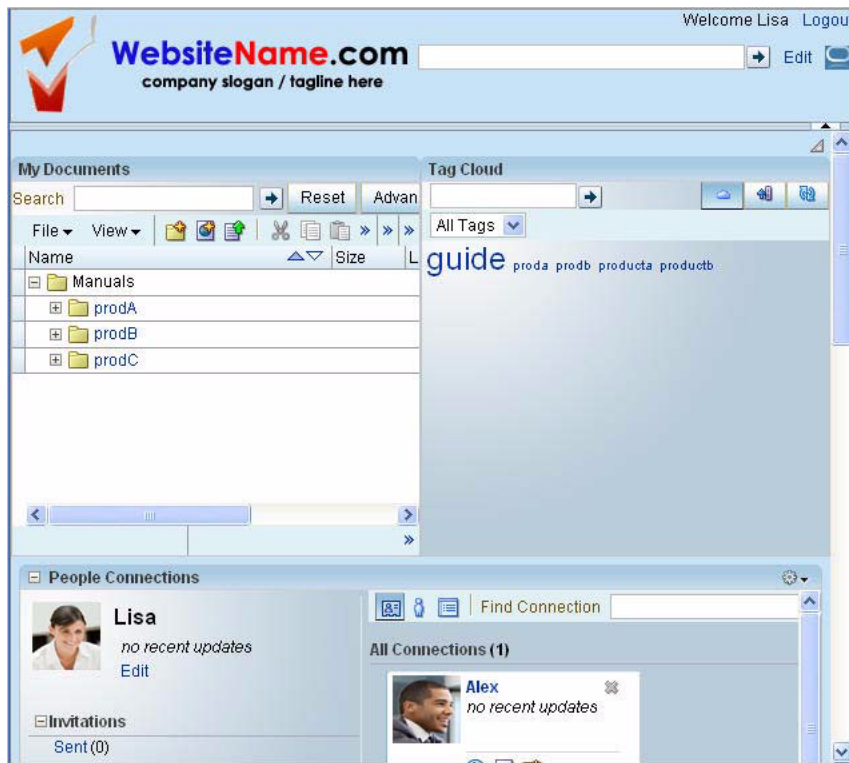 Welcome Lisa Logou
WebsiteName.com
company slogan / tagline here
Edit
My Documents
Search Reset Advan
File View
Name Size L
Manuals
prodA
prodB
prodC
Tag Cloud
All Tags
guide proda prodb producta productb
People Connections
Lisa
no recent updates
Edit
Invitations
Sent (0)
Find Connection
All Connections (1)
Alex
no recent updates